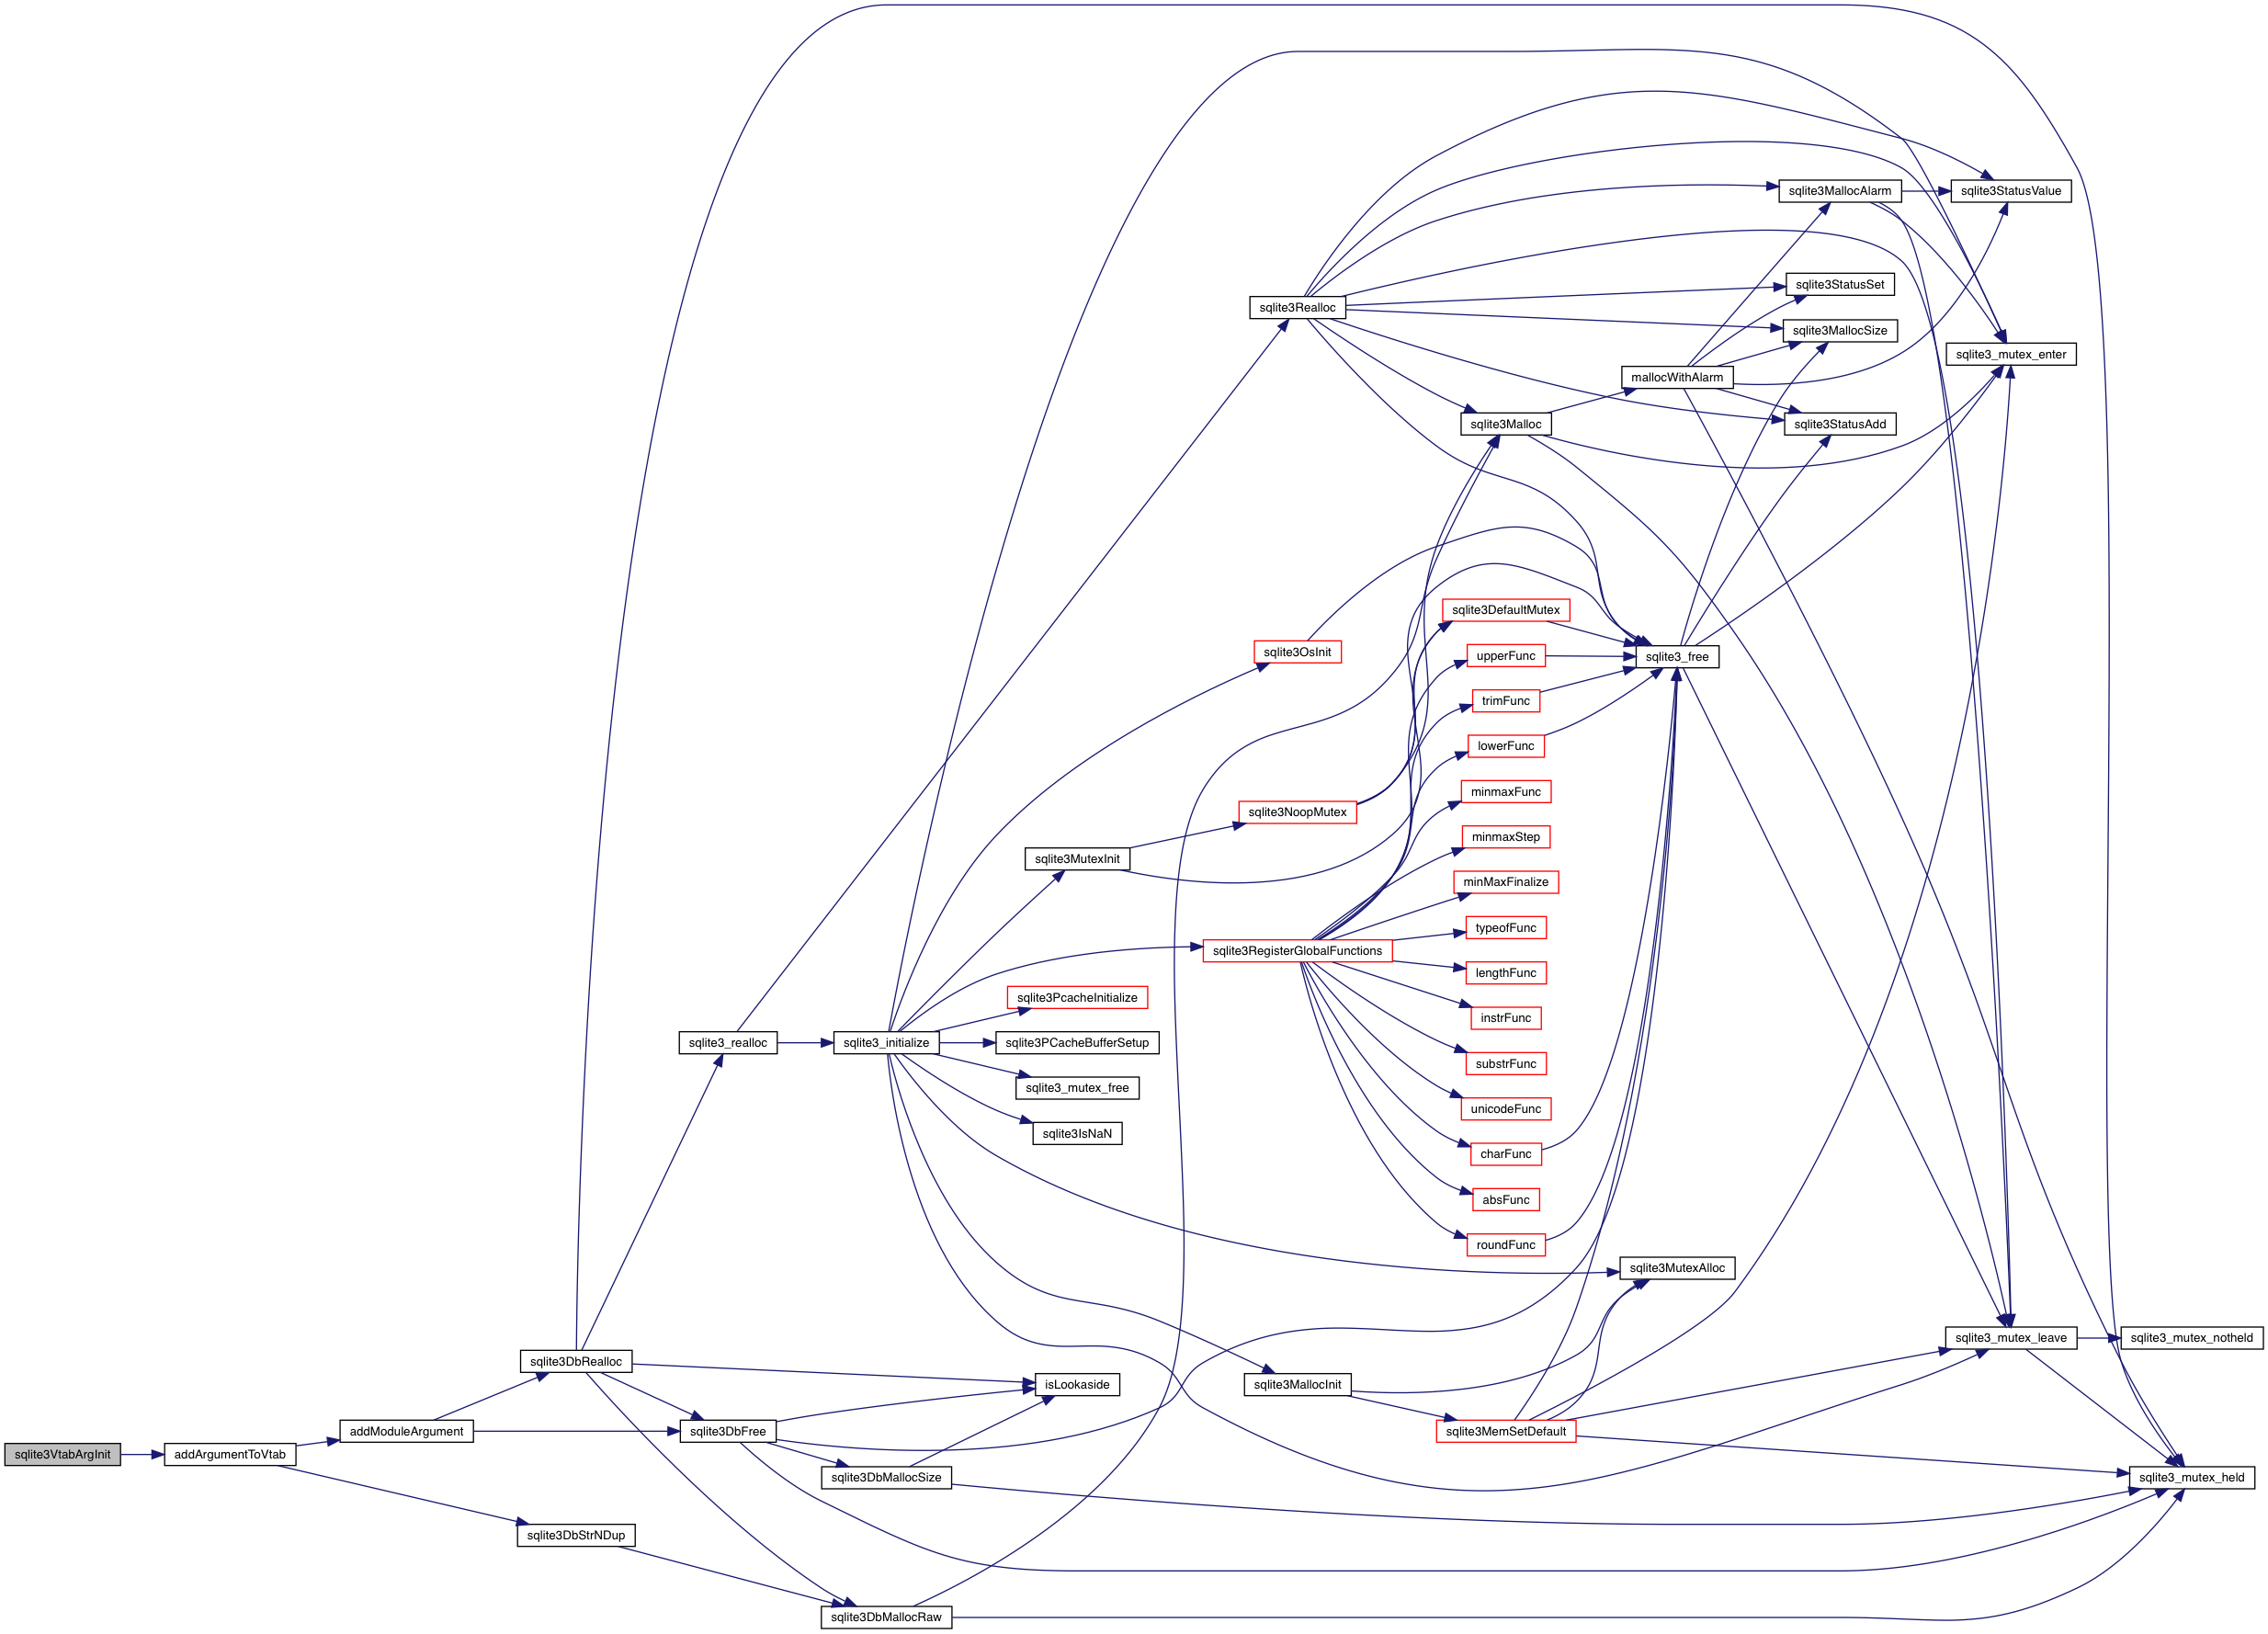 sqlite3VtabArgInit
addArgumentToVtab
addModuleArgument
sqlite3DbStrNDup
sqlite3DbRealloc
sqlite3DbFree
sqlite3DbMallocSize
sqlite3DbMallocRaw
isLookaside
sqlite3_realloc
sqlite3_initialize
sqlite3MutexInit
sqlite3PcacheInitialize
sqlite3PCacheBufferSetup
sqlite3_mutex_free
sqlite3IsNaN
sqlite3Realloc
sqlite3OsInit
sqlite3NoopMutex
sqlite3RegisterGlobalFunctions
sqlite3MallocInit
sqlite3Malloc
sqlite3DefaultMutex
upperFunc
trimFunc
lowerFunc
minmaxFunc
minmaxStep
minMaxFinalize
typeofFunc
lengthFunc
instrFunc
substrFunc
unicodeFunc
charFunc
absFunc
roundFunc
sqlite3MemSetDefault
mallocWithAlarm
sqlite3_free
sqlite3MutexAlloc
sqlite3MallocAlarm
sqlite3StatusSet
sqlite3MallocSize
sqlite3StatusAdd
sqlite3StatusValue
sqlite3_mutex_enter
sqlite3_mutex_leave
sqlite3_mutex_notheld
sqlite3_mutex_held